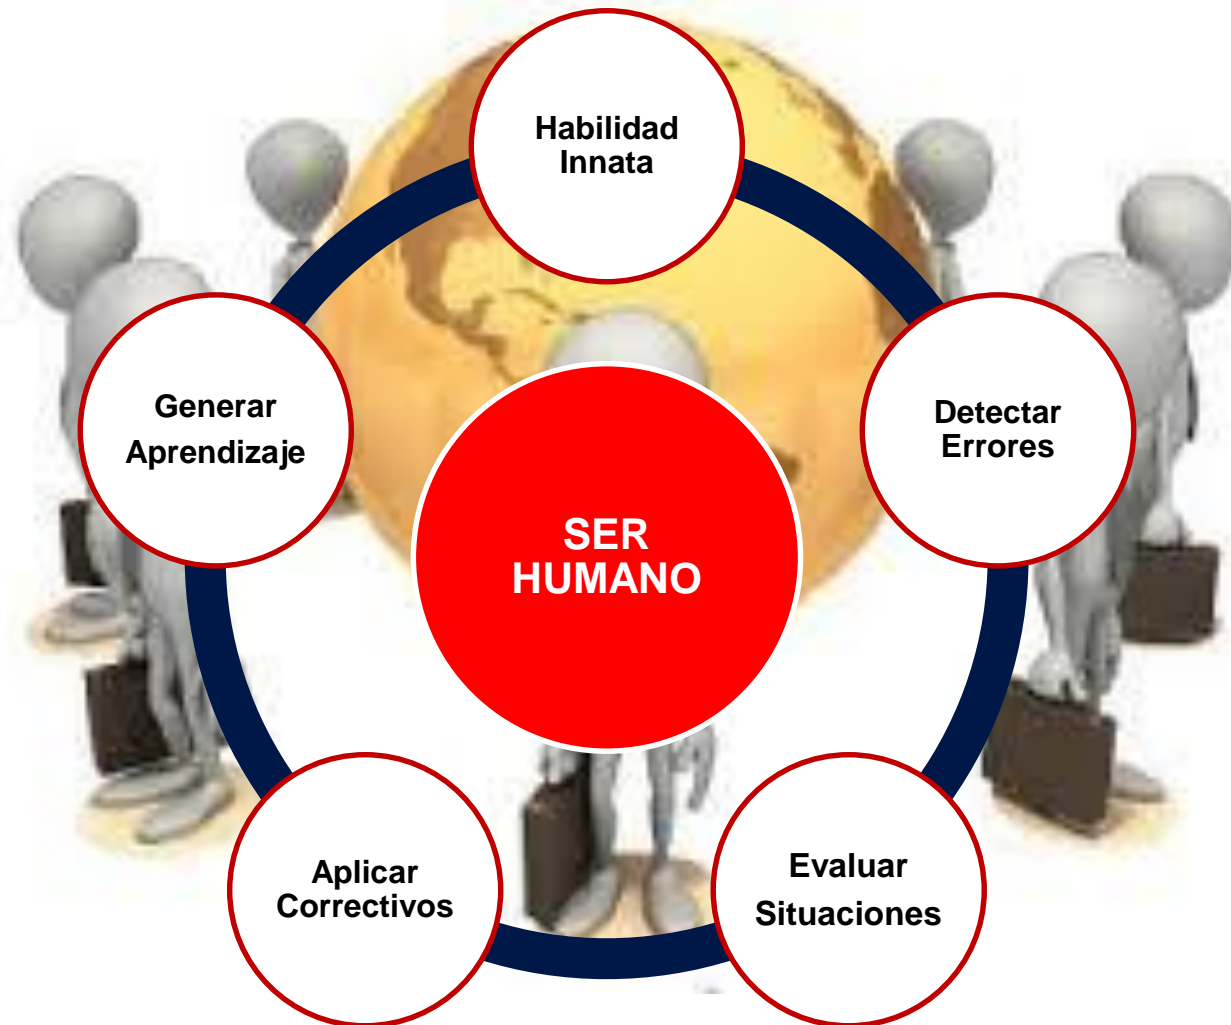 Habilidad
Innata
Detectar
Errores
Evaluar
Situaciones
Aplicar
Correctivos
Generar
Aprendizaje
SER
HUMANO